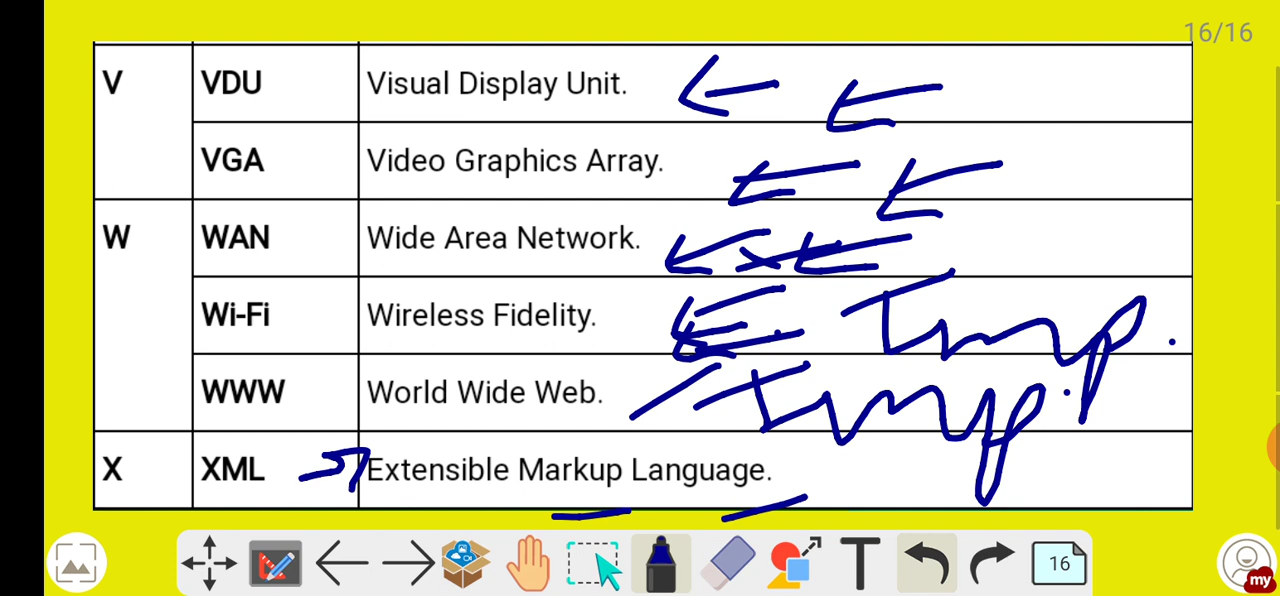 16/16
V VDU Visual Display Unit.
VGA Video Graphics Array.
W WAN Wide Area Network.
Wi-Fi Wireless Fidelity. Imp.
WWW World Wide Web. Imp.
X XML Extensible Markup Language.
T 16
my